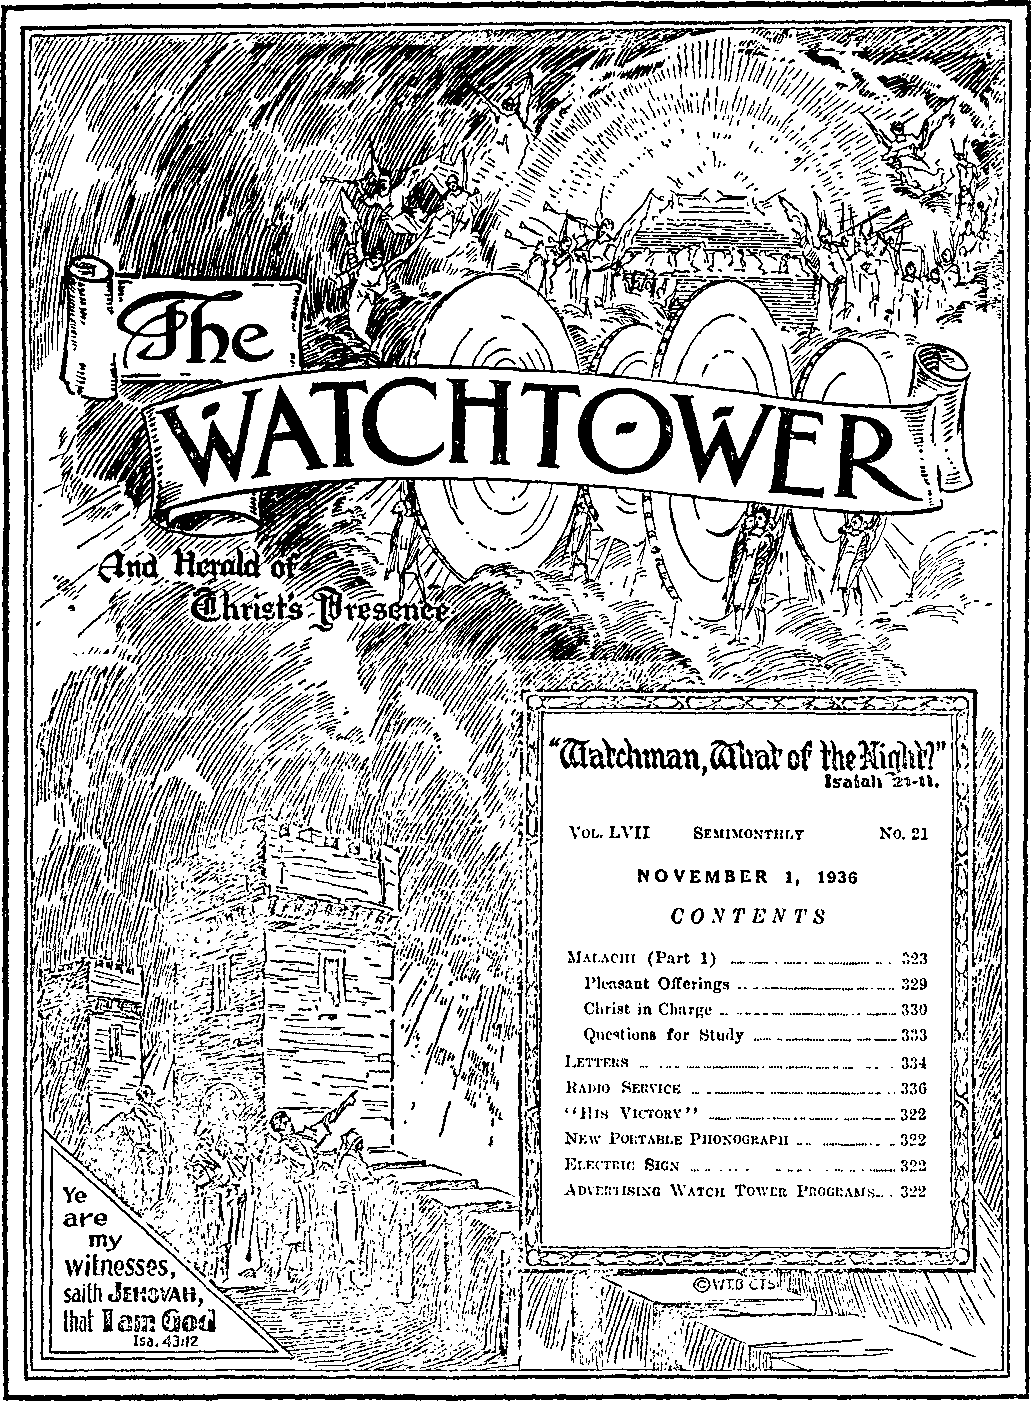 The
WATCHTOWER
And Herald of
Christ's Presence
"Watchman, What of the Night?"
Isaiah 21-11.
VOL. LVII SEMIMONTHLY NO. 21
NOVEMBER 1, 1936
CONTENTS
MALACHI (Part 1) 323
Pleasant Offerings 329
Christ in Charge 330
Questions for Study 333
LETTERS 334
RADIO SERVICE 336
"HIS VICTORY" 322
NEW PORTABLE PHONOGRAPH 322
ELECTRIC SIGN 322
ADVERTISING WATCH TOWER PROGRAMS 322
©WTB&TS
Ye
are
my
witnesses,
saith JEHOVAH,
that I am God
Isa. 43:12